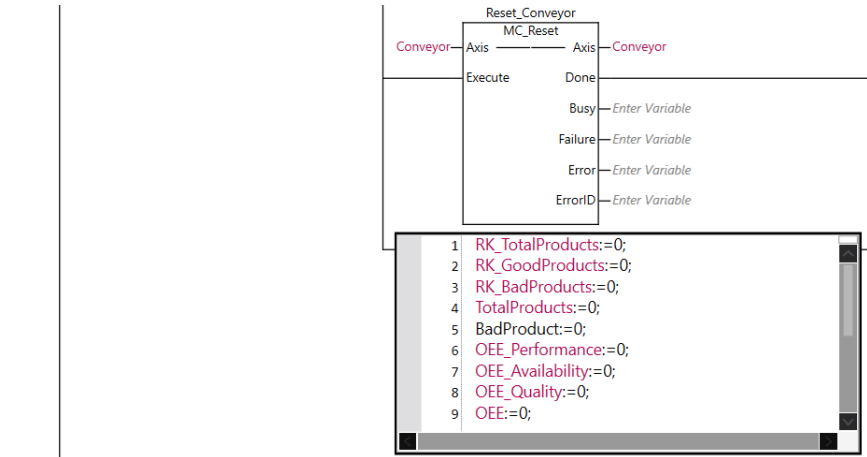 Reset_Conveyor
MC_Reset
Conveyor Axis Axis Conveyor
Execute Done
Busy Enter Variable
Failure Enter Variable
Error Enter Variable
ErrorID Enter Variable
1 RK_TotalProducts:=0;
2 RK_GoodProducts:=0;
3 RK_BadProducts:=0;
4 TotalProducts:=0;
5 BadProduct:=0;
6 OEE_Performance:=0;
7 OEE_Availability:=0;
8 OEE_Quality:=0;
9 OEE:=0;